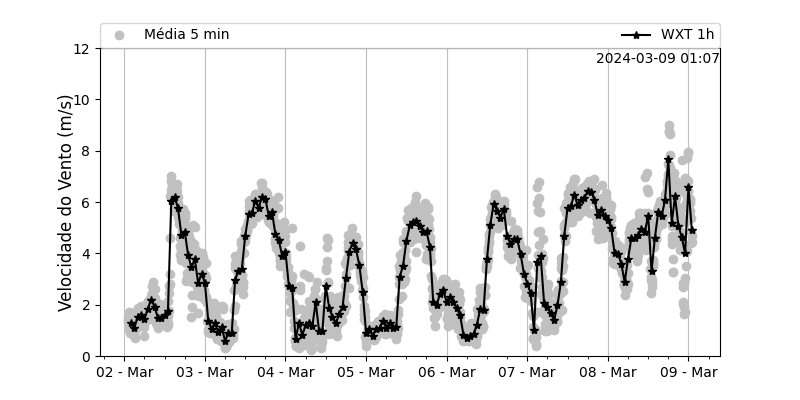 Média 5 min
WXT 1h
2024-03-09 01:07
Velocidade do Vento (m/s)
12
10
8
6
4
2
0
02 - Mar 03 - Mar 04 - Mar 05 - Mar 06 - Mar 07 - Mar 08 - Mar 09 - Mar